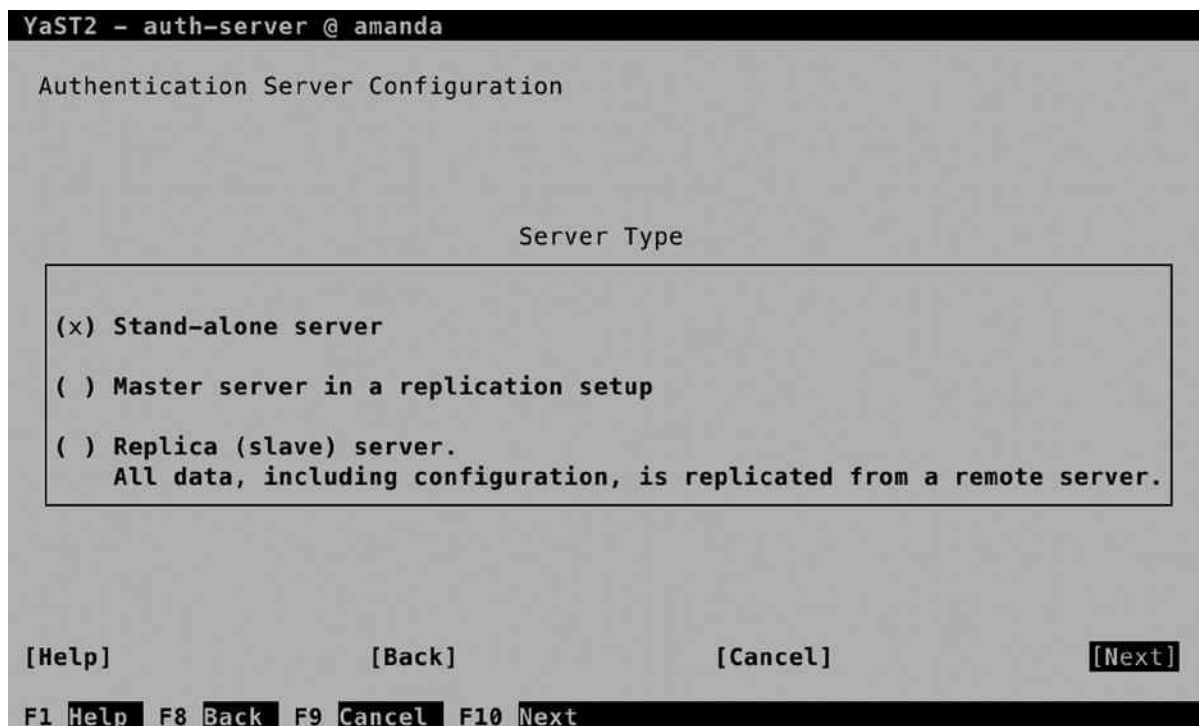 YaST2 - auth-server @ amanda
Authentication Server Configuration
Server Type
(x) Stand-alone server
( ) Master server in a replication setup
( ) Replica (slave) server.
All data, including configuration, is replicated from a remote server.
[Help] [Back] [Cancel] [Next]
F1 Help F8 Back F9 Cancel F10 Next